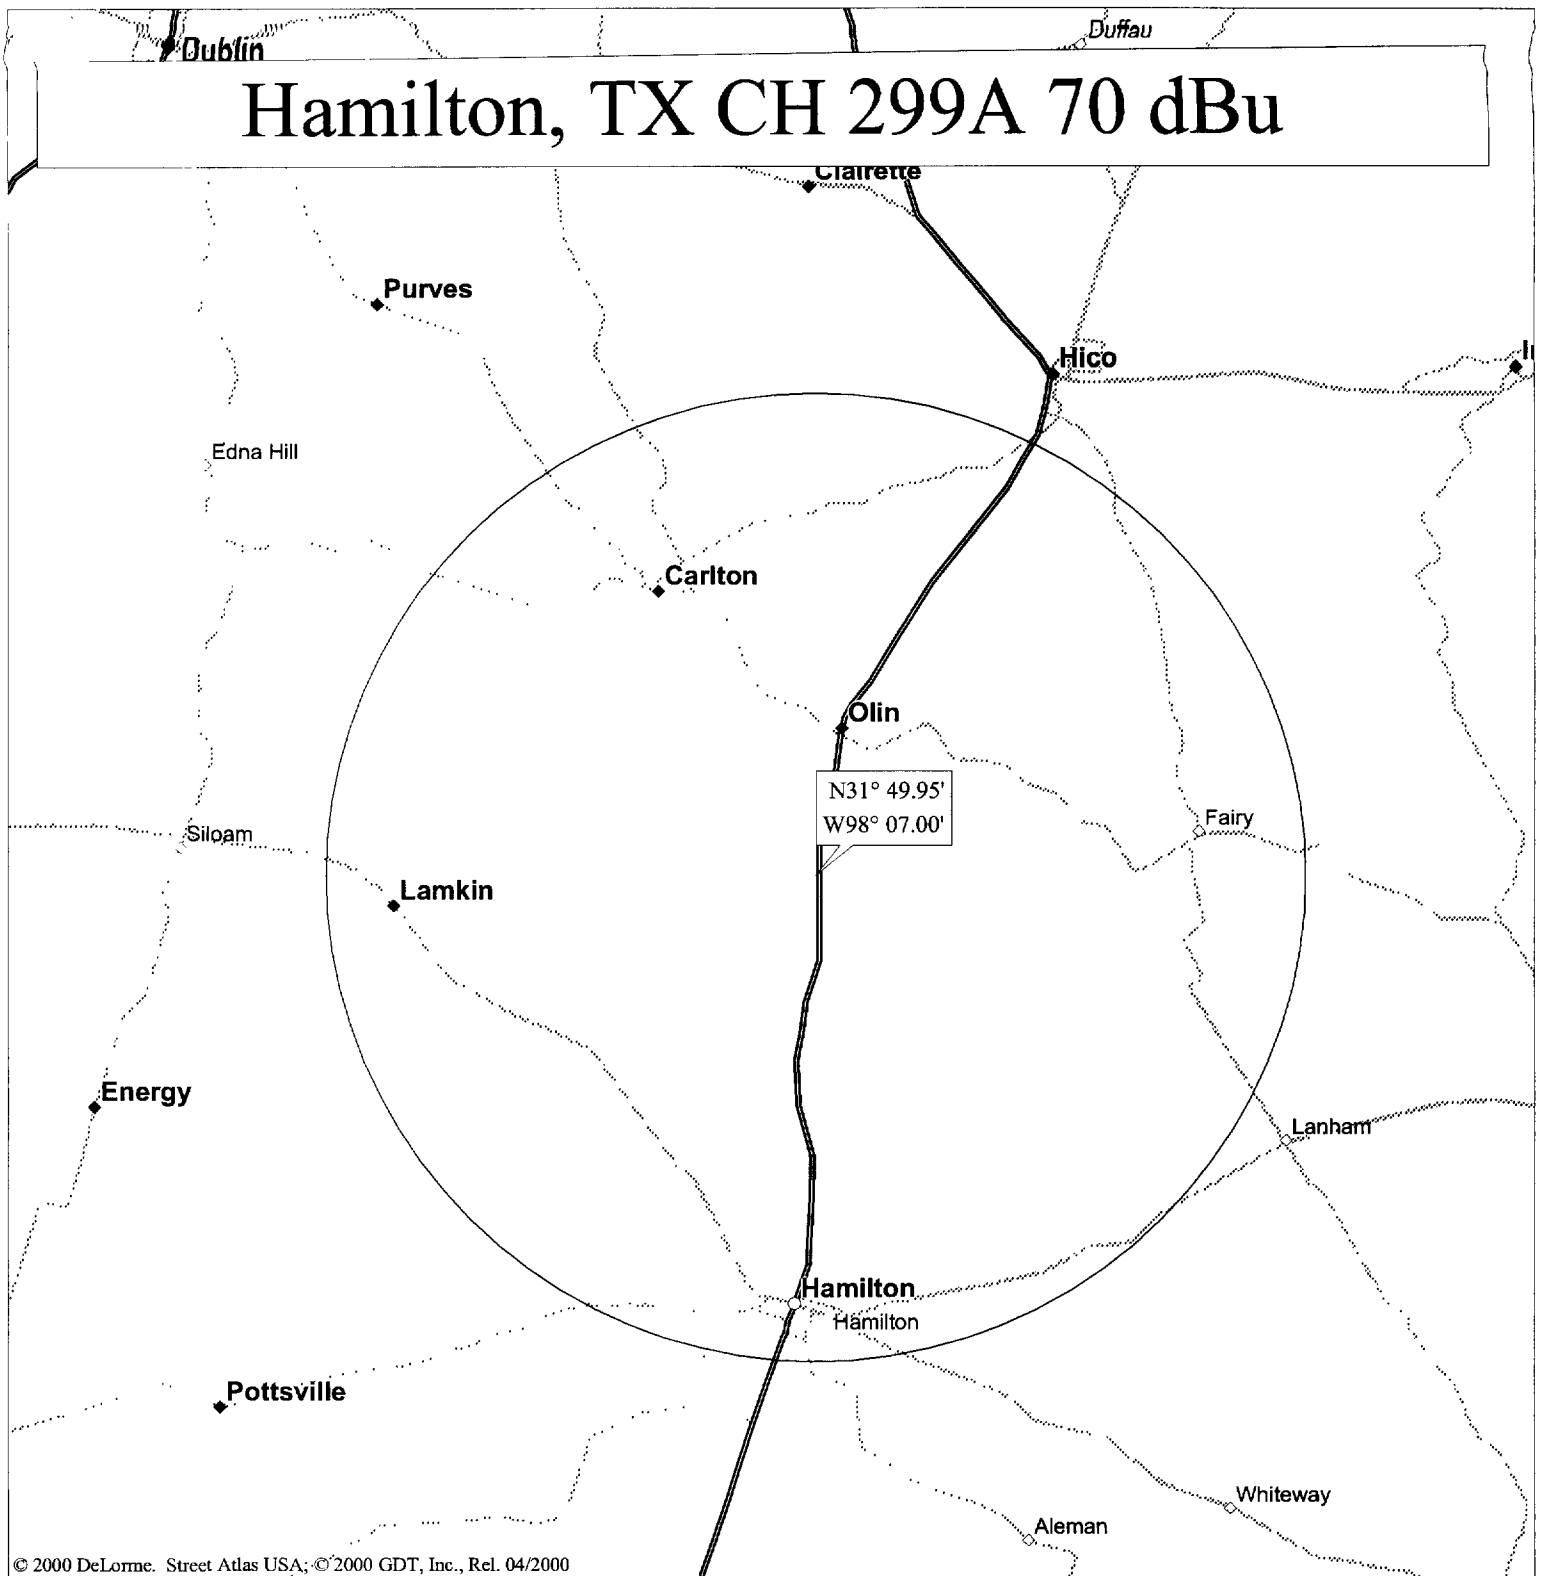 Duffau
Dublin
Hamilton, TX CH 299A 70 dBu
Clairette
Purves
Hico
Edna Hill
Carlton
Olin
N31° 49.95'
W98° 07.00'
Fairy
Siloam
Lamkin
Energy
Lanham
Hamilton
Hamilton
Pottsville
Whiteway
Aleman
© 2000 DeLorme. Street Atlas USA; © 2000 GDT, Inc., Rel. 04/2000